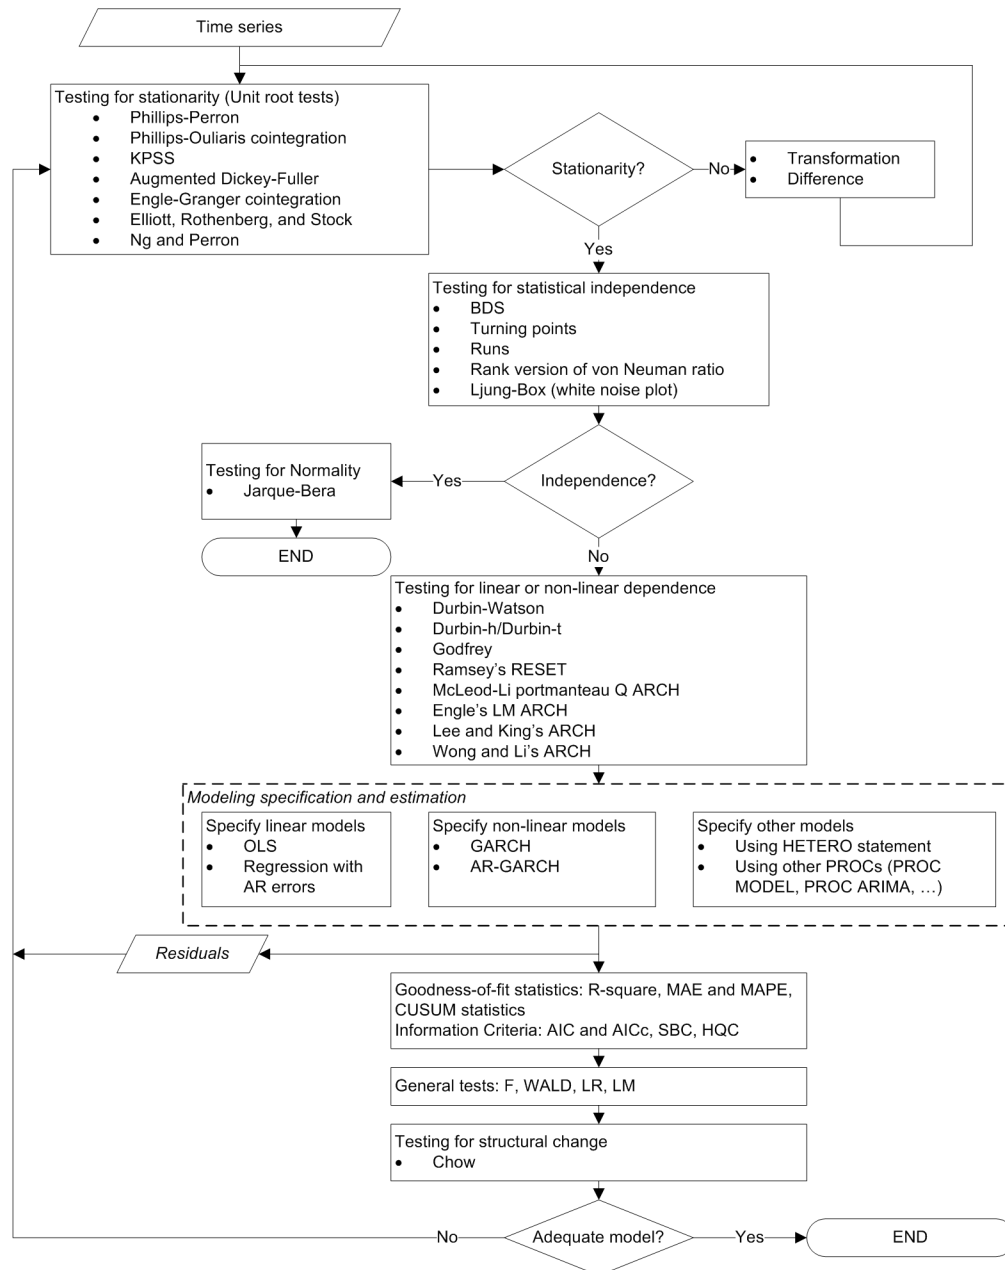 Time series
Testing for stationarity (Unit root tests)
• Phillips-Perron
• Phillips-Ouliaris cointegration
• KPSS
• Augmented Dickey-Fuller
• Engle-Granger cointegration
• Elliott, Rothenberg, and Stock
• Ng and Perron
Stationarity?
No
• Transformation
• Difference
Yes
Testing for statistical independence
• BDS
• Turning points
• Runs
• Rank version of von Neuman ratio
• Ljung-Box (white noise plot)
Independence?
Yes
Testing for Normality
• Jarque-Bera
END
No
Testing for linear or non-linear dependence
• Durbin-Watson
• Durbin-h/Durbin-t
• Godfrey
• Ramsey's RESET
• McLeod-Li portmanteau Q ARCH
• Engle's LM ARCH
• Lee and King's ARCH
• Wong and Li's ARCH
Modeling specification and estimation
Specify linear models
• OLS
• Regression with
AR errors
Specify non-linear models
• GARCH
• AR-GARCH
Specify other models
• Using HETERO statement
• Using other PROCs (PROC
MODEL, PROC ARIMA, …)
Residuals
Goodness-of-fit statistics: R-square, MAE and MAPE,
CUSUM statistics
Information Criteria: AIC and AICc, SBC, HQC
General tests: F, WALD, LR, LM
Testing for structural change
• Chow
Adequate model?
No
Yes
END